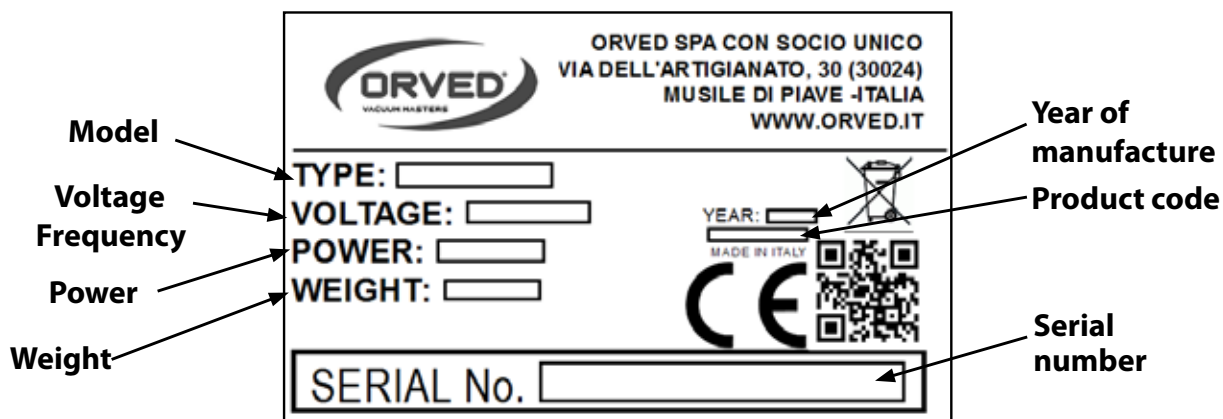 ORVED
VACUUM MASTERS
ORVED SPA CON SOCIO UNICO
VIA DELL'ARTIGIANATO, 30 (30024)
MUSILE DI PIAVE -ITALIA
WWW.ORVED.IT
Model
Voltage
Frequency
Power
Weight
TYPE:
VOLTAGE:
POWER:
WEIGHT:
YEAR:
MADE IN ITALY
CE
SERIAL No.
Year of
manufacture
Product code
Serial
number